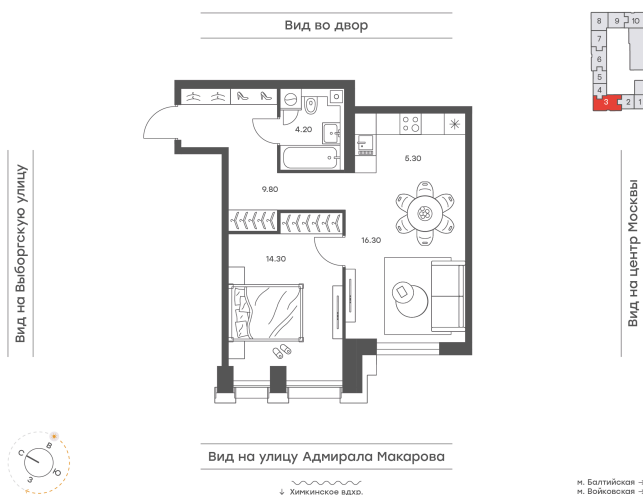 Вид во двор
8 9 10
7
6
5
4
3 2 1
4.20
5.30
9.80
16.30
14.30
Вид на Выборгскую улицу
Вид на центр Москвы
Вид на улицу Адмирала Макарова
↓ Химкинское вдхр.
С В Ю З
м. Балтийская
м. Войковская